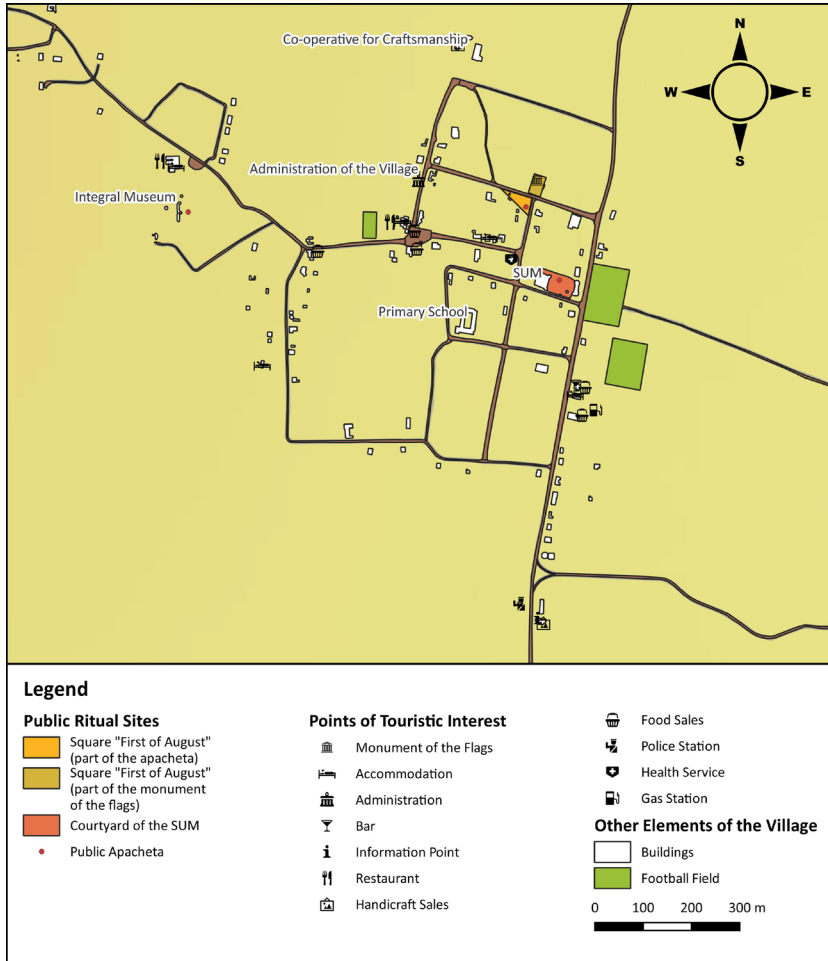 Co-operative for Craftsmanship
N
W
E
S
Administration of the Village
Integral Museum
SUM
Primary School
Legend
Public Ritual Sites
Square "First of August"
(part of the apacheta)
Square "First of August"
(part of the monument
of the flags)
Courtyard of the SUM
Public Apacheta
Points of Touristic Interest
Monument of the Flags
Accommodation
Administration
Bar
Information Point
Restaurant
Handicraft Sales
Food Sales
Police Station
Health Service
Gas Station
Other Elements of the Village
Buildings
Football Field
0 100 200 300 m